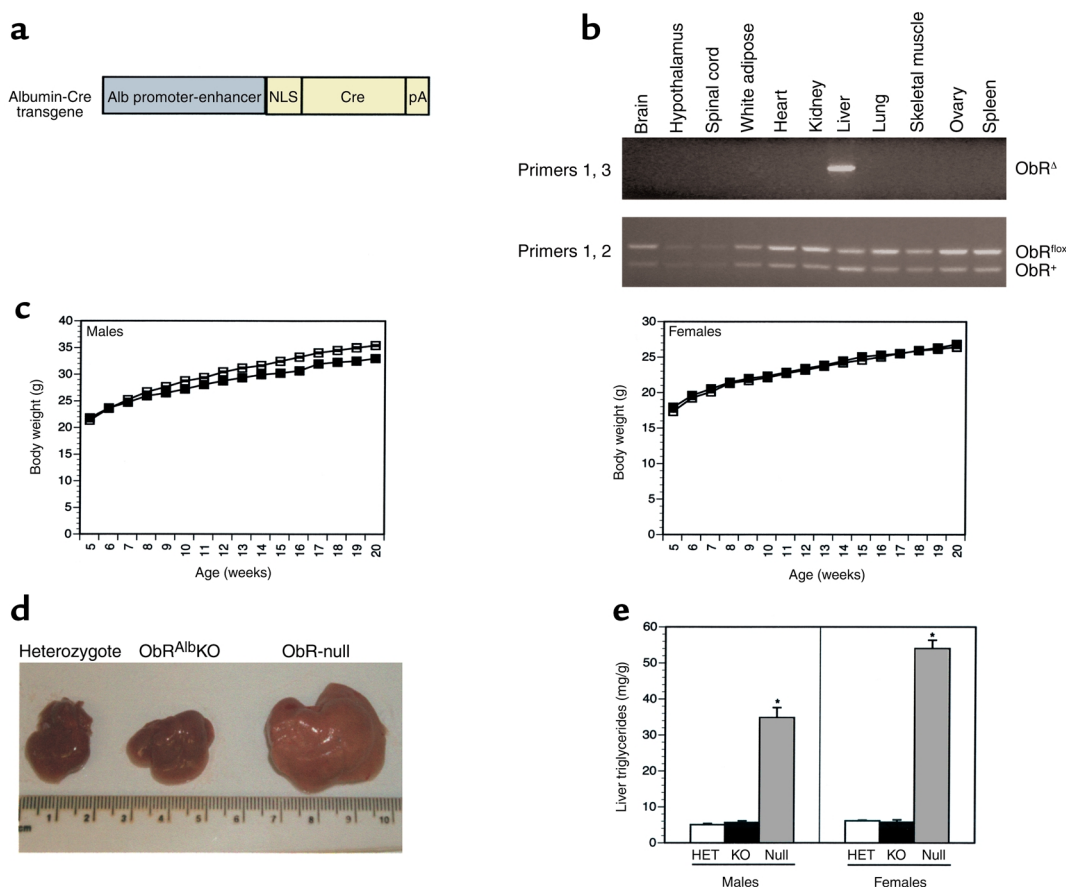 a
Albumin-Cre
transgene
Alb promoter-enhancer
NLS
Cre
pA
b
Brain
Hypothalamus
Spinal cord
White adipose
Heart
Kidney
Liver
Lung
Skeletal muscle
Ovary
Spleen
Primers 1, 3
ObRΔ
Primers 1, 2
ObRflox
ObR+
c
Males
Body weight (g)
40
35
30
25
20
15
10
5
0
5 6 7 8 9 10 11 12 13 14 15 16 17 18 19 20
Age (weeks)
Females
Body weight (g)
30
25
20
15
10
5
0
5 6 7 8 9 10 11 12 13 14 15 16 17 18 19 20
Age (weeks)
d
Heterozygote ObRAlbKO ObR-null
cm 1 2 3 4 5 6 7 8 9 10
e
Liver triglycerides (mg/g)
60
50
40
30
20
10
0
* *
HET KO Null HET KO Null
Males Females